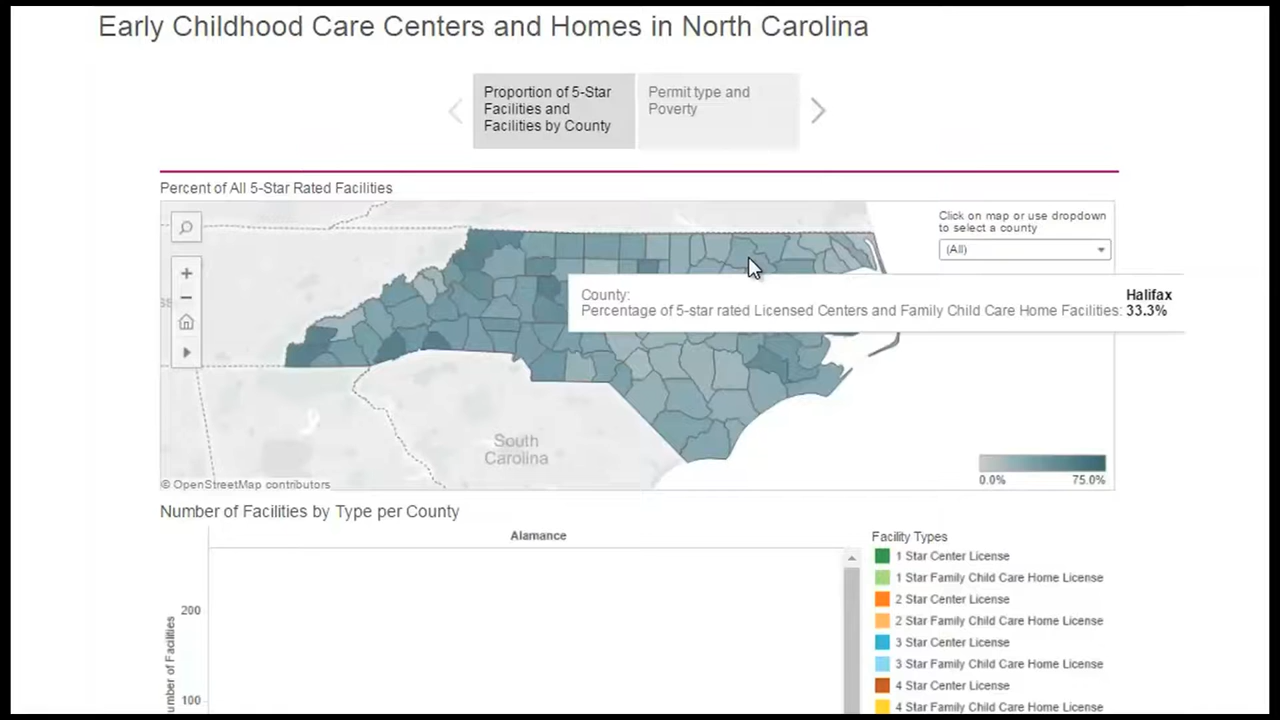 Early Childhood Care Centers and Homes in North Carolina
Proportion of 5-Star
Facilities and
Facilities by County
Permit type and
Poverty
Percent of All 5-Star Rated Facilities
Click on map or use dropdown
to select a county
(All)
County: Halifax
Percentage of 5-star rated Licensed Centers and Family Child Care Home Facilities: 33.3%
South
Carolina
0.0% 75.0%
© OpenStreetMap contributors
Number of Facilities by Type per County
Alamance
Facility Types
1 Star Center License
1 Star Family Child Care Home License
2 Star Center License
2 Star Family Child Care Home License
3 Star Center License
3 Star Family Child Care Home License
4 Star Center License
4 Star Family Child Care Home License
200
100
of Facilities